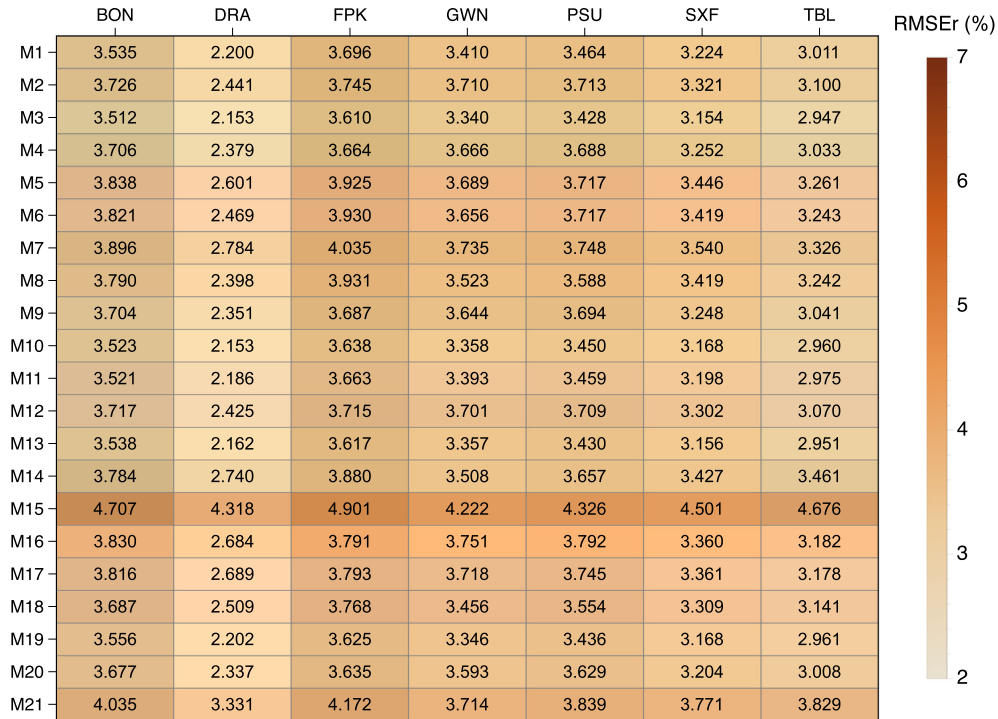 BON DRA FPK GWN PSU SXF TBL
RMSEr (%)
M1 3.535 2.200 3.696 3.410 3.464 3.224 3.011
M2 3.726 2.441 3.745 3.710 3.713 3.321 3.100
M3 3.512 2.153 3.610 3.340 3.428 3.154 2.947
M4 3.706 2.379 3.664 3.666 3.688 3.252 3.033
M5 3.838 2.601 3.925 3.689 3.717 3.446 3.261
M6 3.821 2.469 3.930 3.656 3.717 3.419 3.243
M7 3.896 2.784 4.035 3.735 3.748 3.540 3.326
M8 3.790 2.398 3.931 3.523 3.588 3.419 3.242
M9 3.704 2.351 3.687 3.644 3.694 3.248 3.041
M10 3.523 2.153 3.638 3.358 3.450 3.168 2.960
M11 3.521 2.186 3.663 3.393 3.459 3.198 2.975
M12 3.717 2.425 3.715 3.701 3.709 3.302 3.070
M13 3.538 2.162 3.617 3.357 3.430 3.156 2.951
M14 3.784 2.740 3.880 3.508 3.657 3.427 3.461
M15 4.707 4.318 4.901 4.222 4.326 4.501 4.676
M16 3.830 2.684 3.791 3.751 3.792 3.360 3.182
M17 3.816 2.689 3.793 3.718 3.745 3.361 3.178
M18 3.687 2.509 3.768 3.456 3.554 3.309 3.141
M19 3.556 2.202 3.625 3.346 3.436 3.168 2.961
M20 3.677 2.337 3.635 3.593 3.629 3.204 3.008
M21 4.035 3.331 4.172 3.714 3.839 3.771 3.829
7
6
5
4
3
2